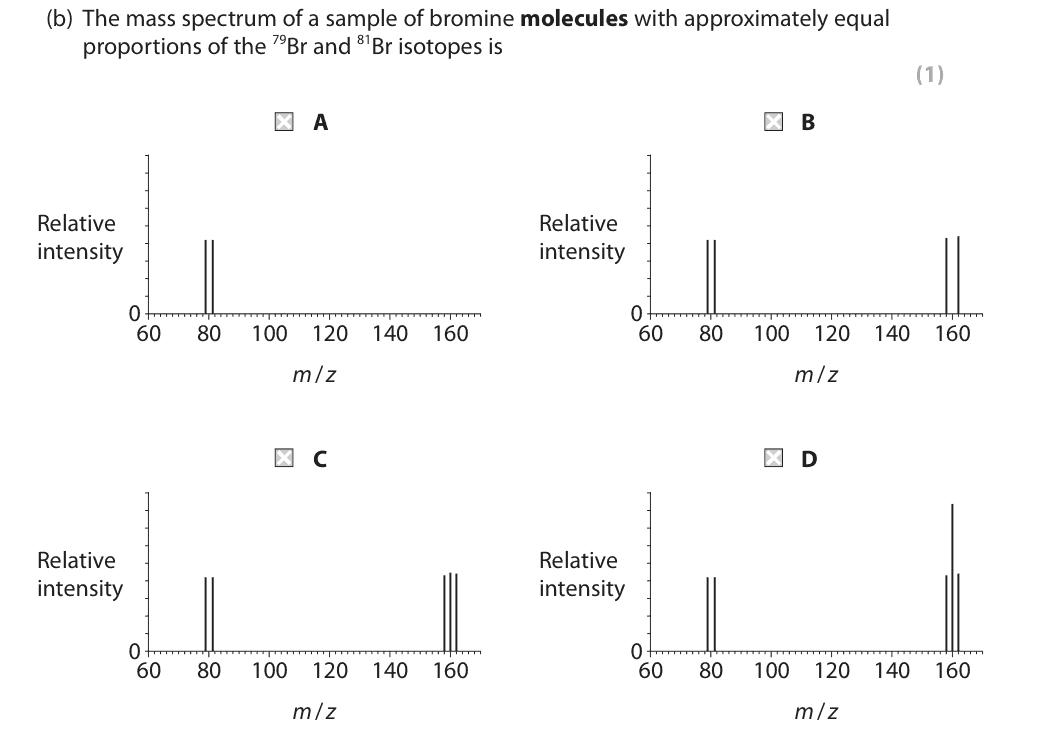 (b) The mass spectrum of a sample of bromine molecules with approximately equal
proportions of the ⁷⁹Br and ⁸¹Br isotopes is
(1)
A
B
Relative
intensity
0
60 80 100 120 140 160
m / z
Relative
intensity
0
60 80 100 120 140 160
m / z
C
D
Relative
intensity
0
60 80 100 120 140 160
m / z
Relative
intensity
0
60 80 100 120 140 160
m / z